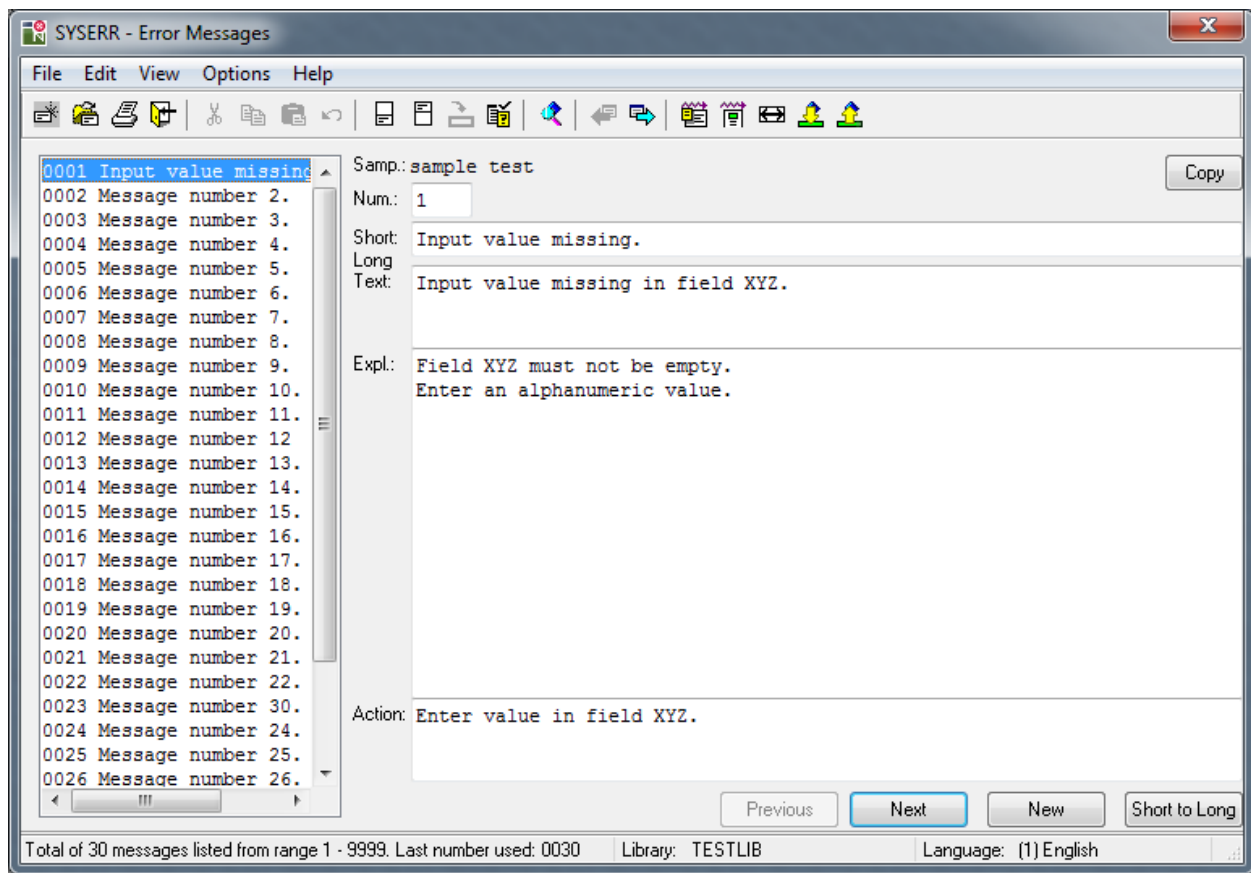 SYSERR - Error Messages
File Edit View Options Help
0001 Input value missing
0002 Message number 2.
0003 Message number 3.
0004 Message number 4.
0005 Message number 5.
0006 Message number 6.
0007 Message number 7.
0008 Message number 8.
0009 Message number 9.
0010 Message number 10.
0011 Message number 11.
0012 Message number 12
0013 Message number 13.
0014 Message number 14.
0015 Message number 15.
0016 Message number 16.
0017 Message number 17.
0018 Message number 18.
0019 Message number 19.
0020 Message number 20.
0021 Message number 21.
0022 Message number 22.
0023 Message number 30.
0024 Message number 24.
0025 Message number 25.
0026 Message number 26.
Samp.: sample test
Copy
Num.: 1
Short: Input value missing.
Long
Text: Input value missing in field XYZ.
Expl.: Field XYZ must not be empty.
Enter an alphanumeric value.
Action: Enter value in field XYZ.
Previous Next New Short to Long
Total of 30 messages listed from range 1 - 9999. Last number used: 0030 Library: TESTLIB Language: (1) English